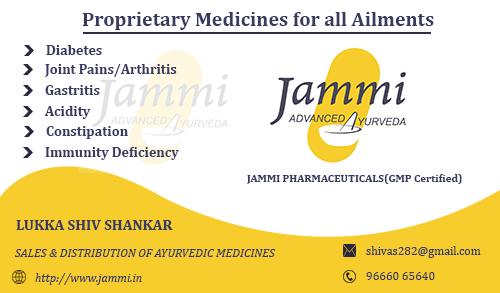 Proprietary Medicines for all Ailments
Diabetes
Joint Pains/Arthritis
Gastritis
Acidity
Constipation
Immunity Deficiency
Jammi
ADVANCED AYURVEDA
Jammi
ADVANCED AYURVEDA
JAMMI PHARMACEUTICALS(GMP Certified)
LUKKA SHIV SHANKAR
SALES & DISTRIBUTION OF AYURVEDIC MEDICINES
http://www.jammi.in
shivas282@gmail.com
96660 65640